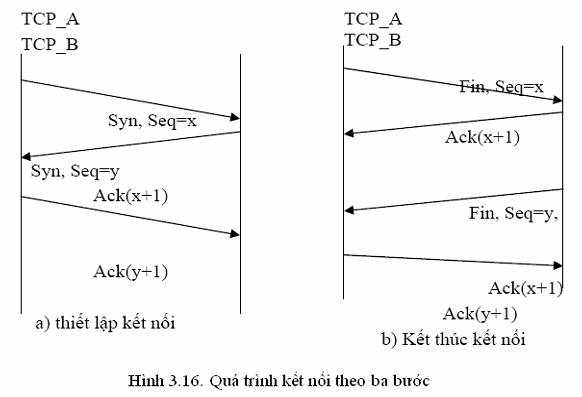 TCP_A
TCP_B
Syn, Seq=x
Syn, Seq=y
Ack(x+1)
Ack(y+1)
a) thiết lập kết nối
TCP_A
TCP_B
Fin, Seq=x
Ack(x+1)
Fin, Seq=y,
Ack(x+1)
Ack(y+1)
b) Kết thúc kết nối
Hình 3.16. Quá trình kết nối theo ba bước